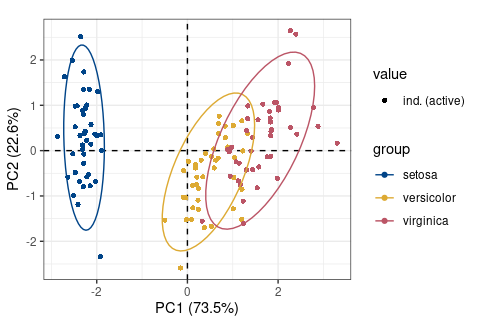 2
1
0
-1
-2
PC2 (22.6%)
-2
0
2
PC1 (73.5%)
value
ind. (active)
group
setosa
versicolor
virginica